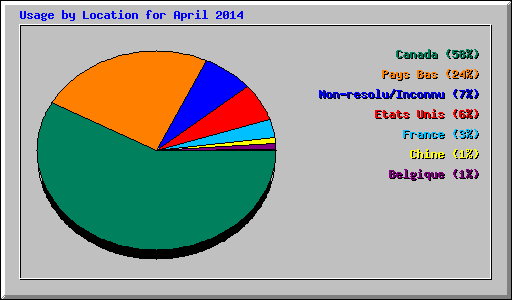 Usage by Location for April 2014
Canada (58%)
Pays Bas (24%)
Non-resolu/Inconnu (7%)
Etats Unis (6%)
France (3%)
Chine (1%)
Belgique (1%)